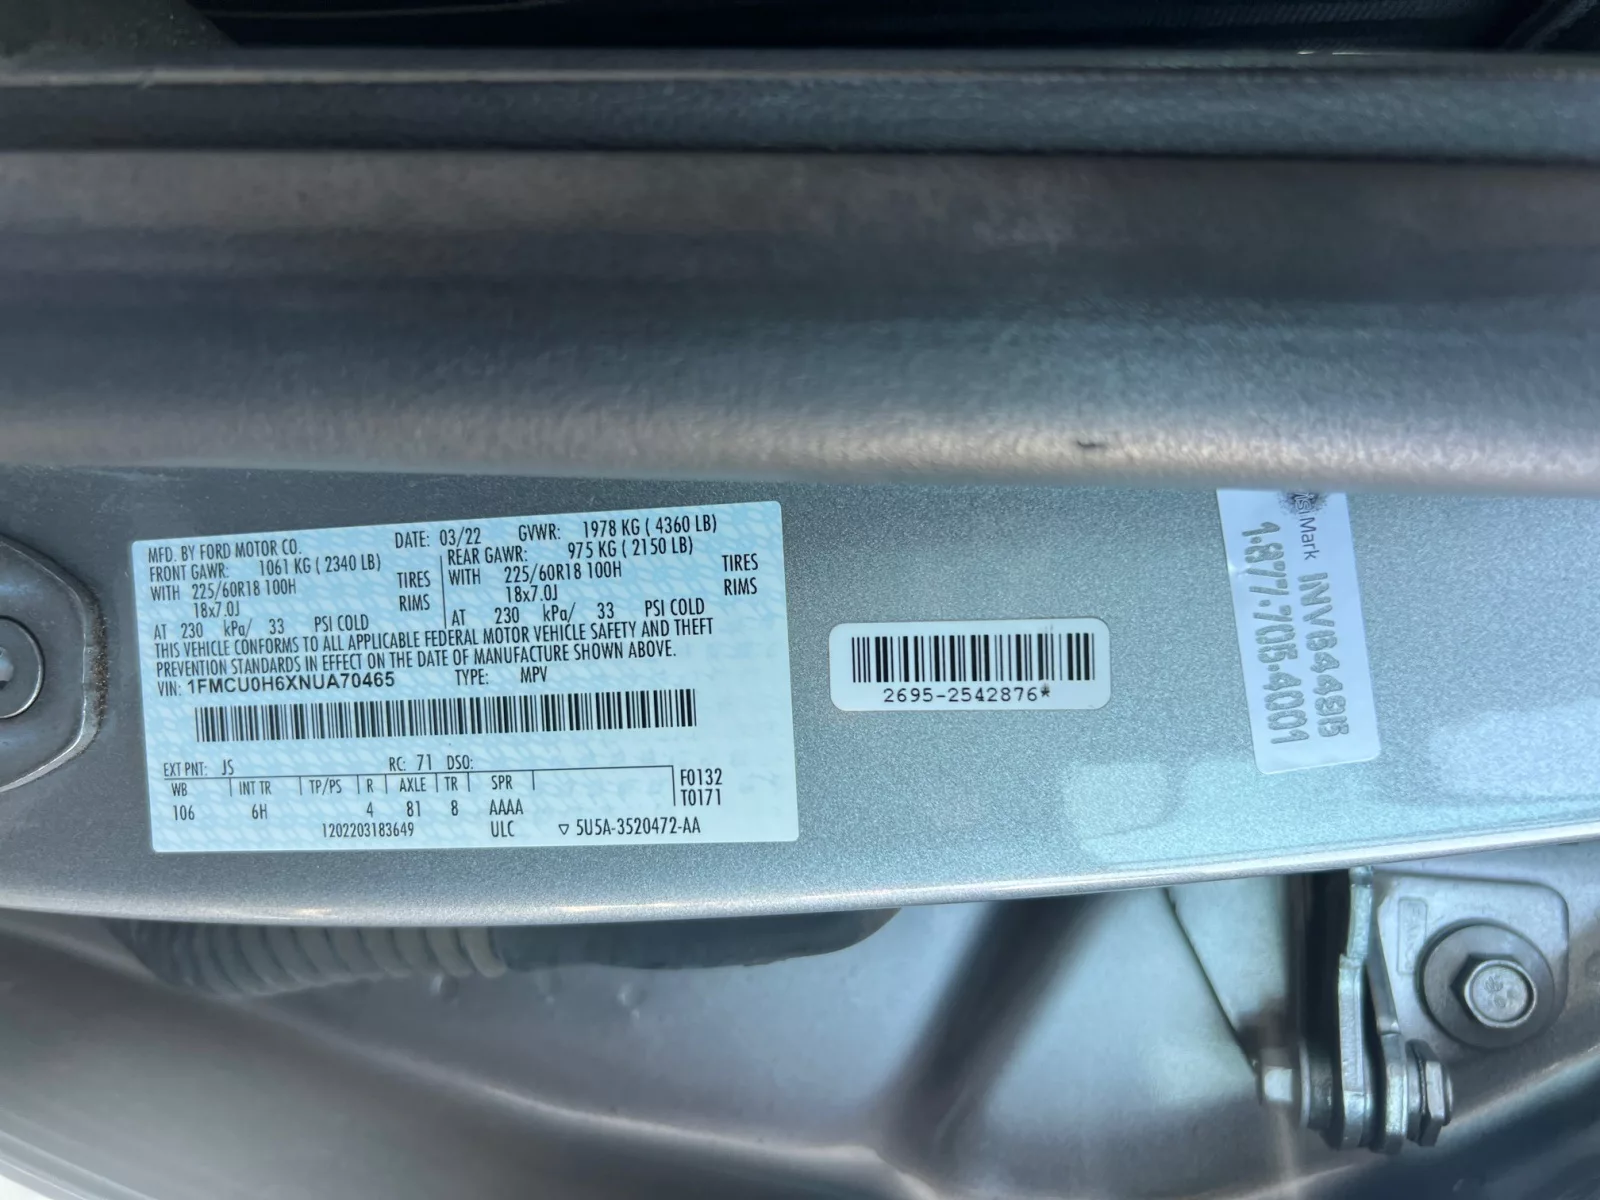 MFD. BY FORD MOTOR CO. DATE: 03/22 GVWR: 1978 KG ( 4360 LB)
FRONT GAWR: 1061 KG ( 2340 LB) REAR GAWR: 975 KG ( 2150 LB)
WITH 225/60R18 100H TIRES WITH 225/60R18 100H TIRES
18x7.0J RIMS 18x7.0J RIMS
AT 230 kPa/ 33 PSI COLD AT 230 kPa/ 33 PSI COLD
THIS VEHICLE CONFORMS TO ALL APPLICABLE FEDERAL MOTOR VEHICLE SAFETY AND THEFT
PREVENTION STANDARDS IN EFFECT ON THE DATE OF MANUFACTURE SHOWN ABOVE.
VIN: 1FMCU0H6XNUA70465 TYPE: MPV
EXT PNT: JS RC: 71 DSO:
WB INT TR TP/PS R AXLE TR SPR F0132
106 6H 4 81 8 AAAA T0171
1202203183649 ULC ▽ 5U5A-3520472-AA
2695-2542876*
Mark INV8443B
1•877•705•4001